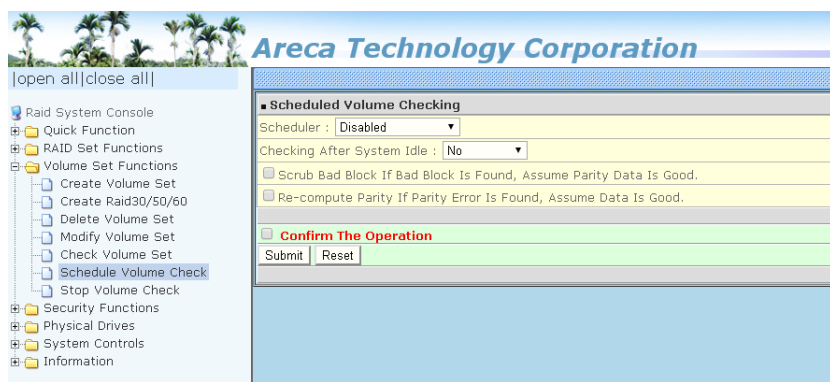 Areca Technology Corporation
|open all|close all|
Raid System Console
Quick Function
RAID Set Functions
Volume Set Functions
Create Volume Set
Create Raid30/50/60
Delete Volume Set
Modify Volume Set
Check Volume Set
Schedule Volume Check
Stop Volume Check
Security Functions
Physical Drives
System Controls
Information
Scheduled Volume Checking
Scheduler : Disabled
Checking After System Idle : No
Scrub Bad Block If Bad Block Is Found, Assume Parity Data Is Good.
Re-compute Parity If Parity Error Is Found, Assume Data Is Good.
Confirm The Operation
Submit Reset